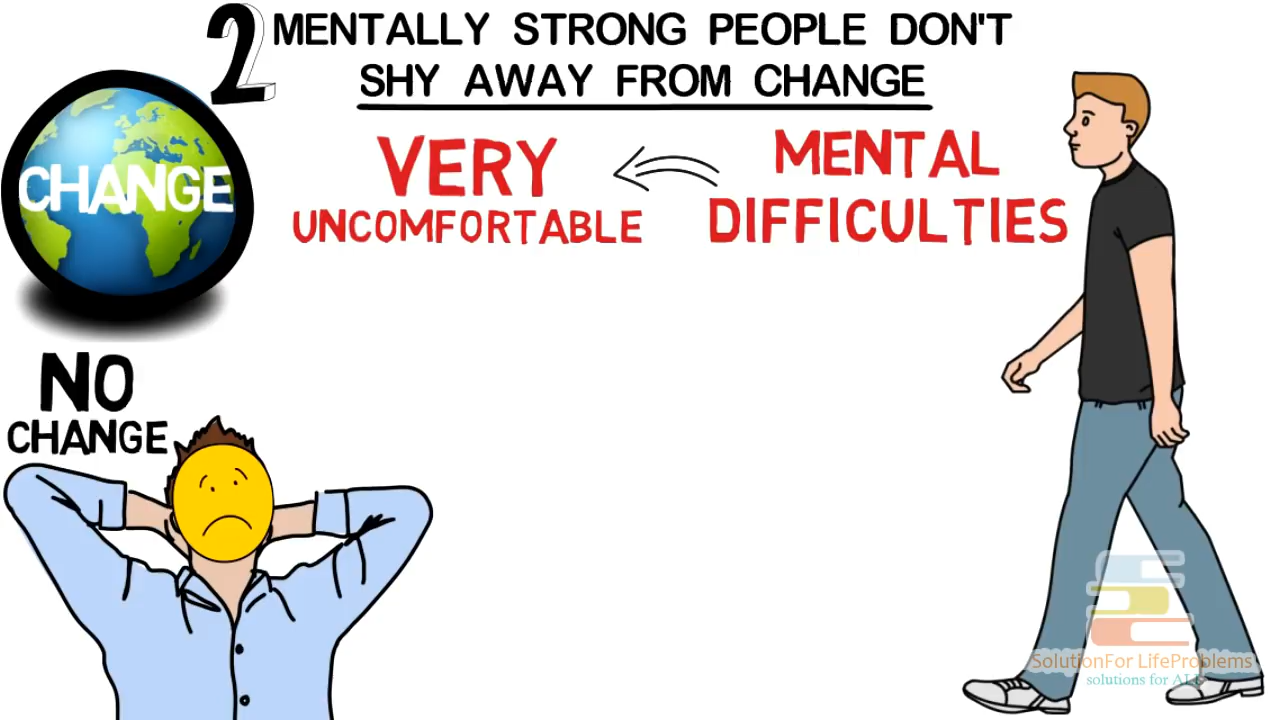 2
MENTALLY STRONG PEOPLE DON'T
SHY AWAY FROM CHANGE
CHANGE
VERY
UNCOMFORTABLE
MENTAL
DIFFICULTIES
NO
CHANGE
SolutionFor LifeProblems
solutions for ALL